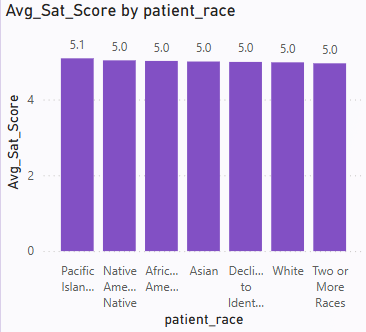 Avg_Sat_Score by patient_race
5.1 5.0 5.0 5.0 5.0 5.0 5.0
Avg_Sat_Score
4
2
0
Pacific Native Afric... Asian Decli... White Two or
Islan... Ame... Ame... to More
Native Ident... Races
patient_race